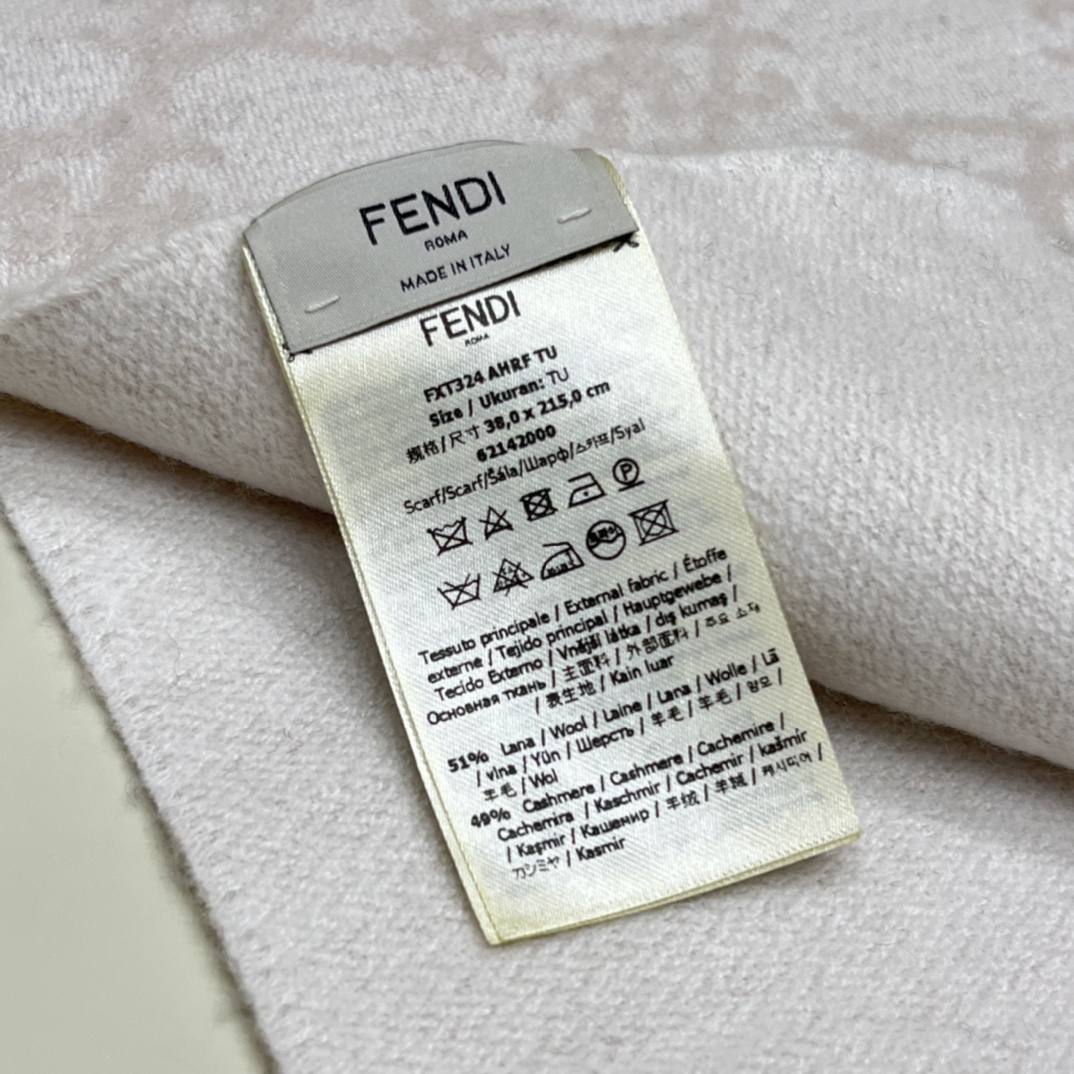 FENDI
ROMA
MADE IN ITALY
FENDI
ROMA
FXT324 AHRF TU
Size / Ukuran: TU
规格/尺寸 38,0 x 215,0 cm
62142000
Scarf/Scarf/Šála/Шарф/스카프/Syal
P
Tessuto principale / External fabric / Étoffe
externe / Tejido principal / Hauptgewebe /
Tecido Externo / Vnější látka / dış kumaş /
Основная ткань / 主面料 / 外部面料 / 주요 소재
/ 表生地 / Kain luar
51% Lana / Wool / Laine / Lana / Wolle / Lã
/ vlna / Yün / Шерсть / 羊毛 / 羊毛 / 양모 /
羊毛 / Wol
49% Cashmere / Cashmere / Cachemire /
Cachemira / Kaschmir / Cachemir / kašmír
/ Kaşmir / Кашемир / 羊绒 / 羊絨 / 캐시미어 /
カシミヤ / Kasmir